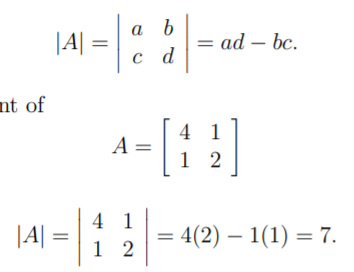 |A| = | a b | = ad − bc.
| c d |
nt of
A = [ 4 1 ]
[ 1 2 ]
|A| = | 4 1 | = 4(2) − 1(1) = 7.
| 1 2 |